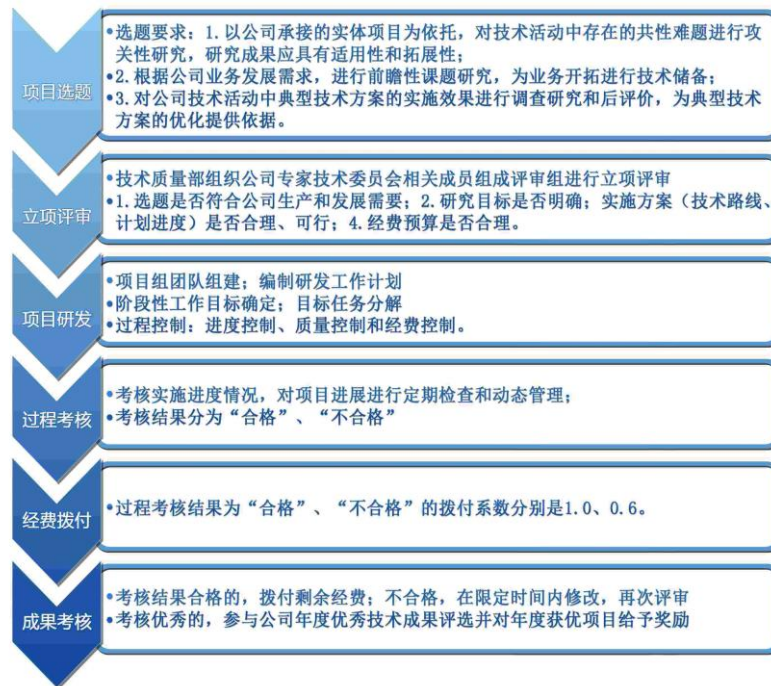 项目选题
•选题要求：1.以公司承接的实体项目为依托，对技术活动中存在的共性难题进行攻
关性研究，研究成果应具有适用性和拓展性；
•2.根据公司业务发展需求，进行前瞻性课题研究，为业务开拓进行技术储备；
•3.对公司技术活动中典型技术方案的实施效果进行调查研究和后评价，为典型技术
方案的优化提供依据。
立项评审
•技术质量部组织公司专家技术委员会相关成员组成评审组进行立项评审
•1.选题是否符合公司生产和发展需要；2.研究目标是否明确；实施方案（技术路线、
计划进度）是否合理、可行；4.经费预算是否合理。
项目研发
•项目组团队组建；编制研发工作计划
•阶段性工作目标确定；目标任务分解
•过程控制：进度控制、质量控制和经费控制。
过程考核
•考核实施进度情况，对项目进展进行定期检查和动态管理；
•考核结果分为“合格”、“不合格”
经费拨付
•过程考核结果为“合格”、“不合格”的拨付系数分别是1.0、0.6。
成果考核
•考核结果合格的，拨付剩余经费；不合格，在限定时间内修改，再次评审
•考核优秀的，参与公司年度优秀技术成果评选并对年度获优项目给予奖励